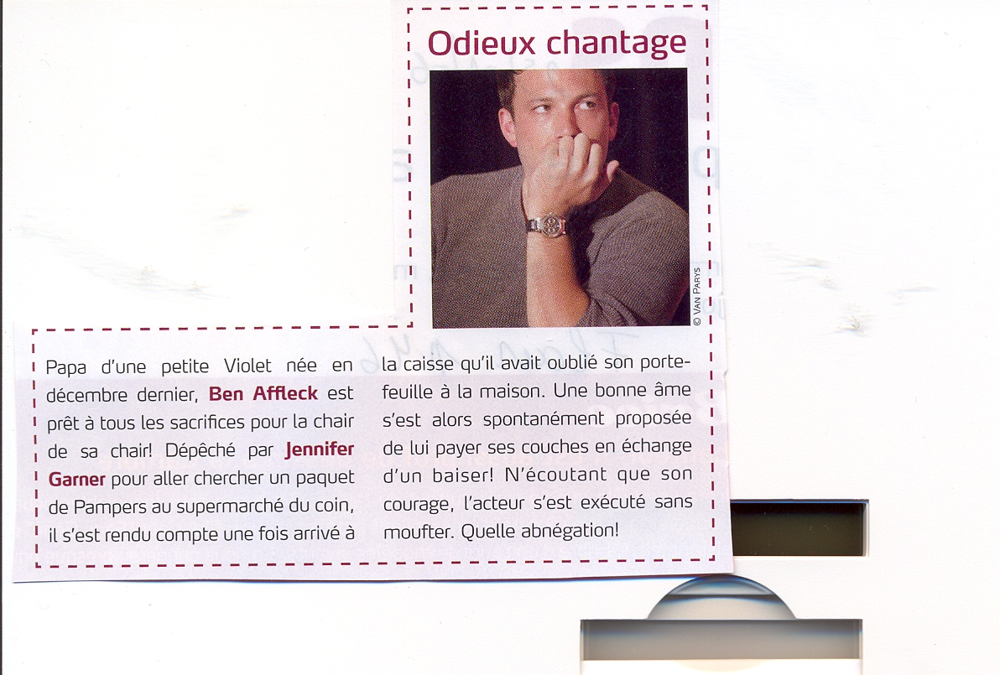 Odieux chantage
© VAN PARYS
Papa d'une petite Violet née en
décembre dernier, Ben Affleck est
prêt à tous les sacrifices pour la chair
de sa chair! Dépêché par Jennifer
Garner pour aller chercher un paquet
de Pampers au supermarché du coin,
il s'est rendu compte une fois arrivé à
la caisse qu'il avait oublié son porte-
feuille à la maison. Une bonne âme
s'est alors spontanément proposée
de lui payer ses couches en échange
d'un baiser! N'écoutant que son
courage, l'acteur s'est exécuté sans
moufter. Quelle abnégation!